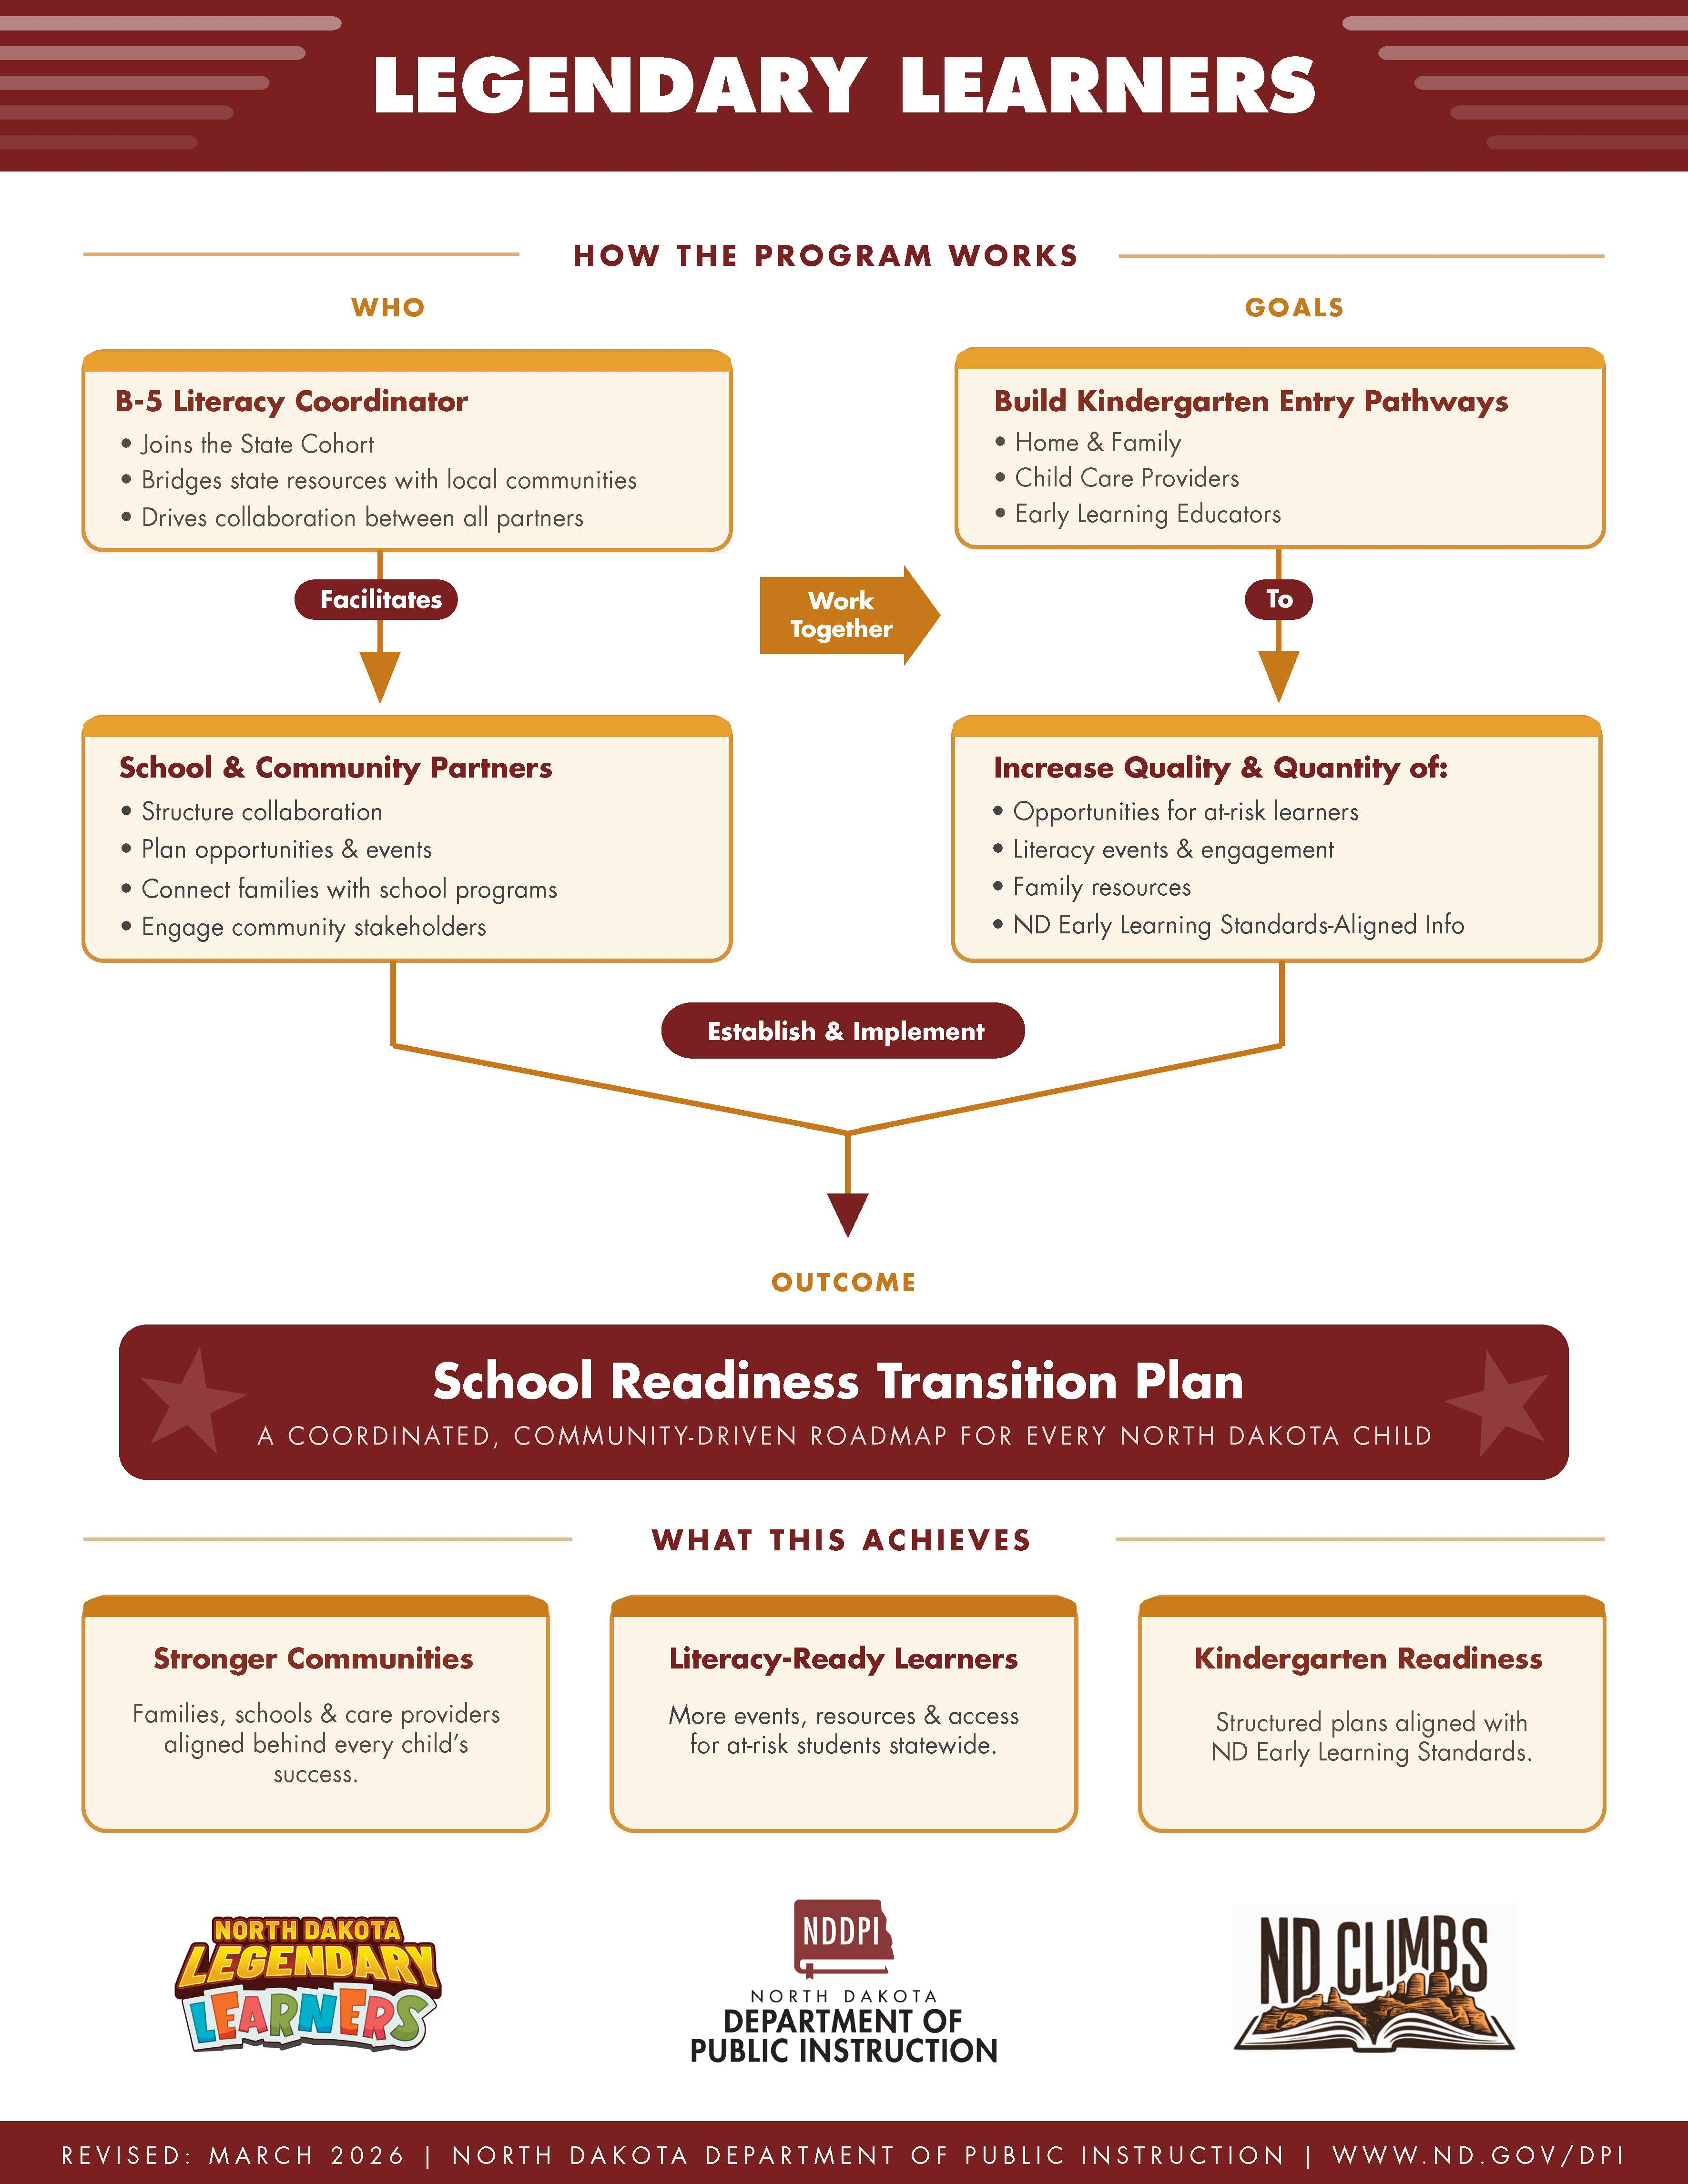 LEGENDARY LEARNERS
HOW THE PROGRAM WORKS
WHO
B-5 Literacy Coordinator
• Joins the State Cohort
• Bridges state resources with local communities
• Drives collaboration between all partners
Facilitates
School & Community Partners
• Structure collaboration
• Plan opportunities & events
• Connect families with school programs
• Engage community stakeholders
Work
Together
GOALS
Build Kindergarten Entry Pathways
• Home & Family
• Child Care Providers
• Early Learning Educators
To
Increase Quality & Quantity of:
• Opportunities for at-risk learners
• Literacy events & engagement
• Family resources
• ND Early Learning Standards-Aligned Info
Establish & Implement
OUTCOME
School Readiness Transition Plan
A COORDINATED, COMMUNITY-DRIVEN ROADMAP FOR EVERY NORTH DAKOTA CHILD
WHAT THIS ACHIEVES
Stronger Communities
Families, schools & care providers
aligned behind every child’s
success.
Literacy-Ready Learners
More events, resources & access
for at-risk students statewide.
Kindergarten Readiness
Structured plans aligned with
ND Early Learning Standards.
NORTH DAKOTA
LEGENDARY
LEARNERS
NDDPI
NORTH DAKOTA
DEPARTMENT OF
PUBLIC INSTRUCTION
ND CLIMBS
REVISED: MARCH 2026 | NORTH DAKOTA DEPARTMENT OF PUBLIC INSTRUCTION | WWW.ND.GOV/DPI